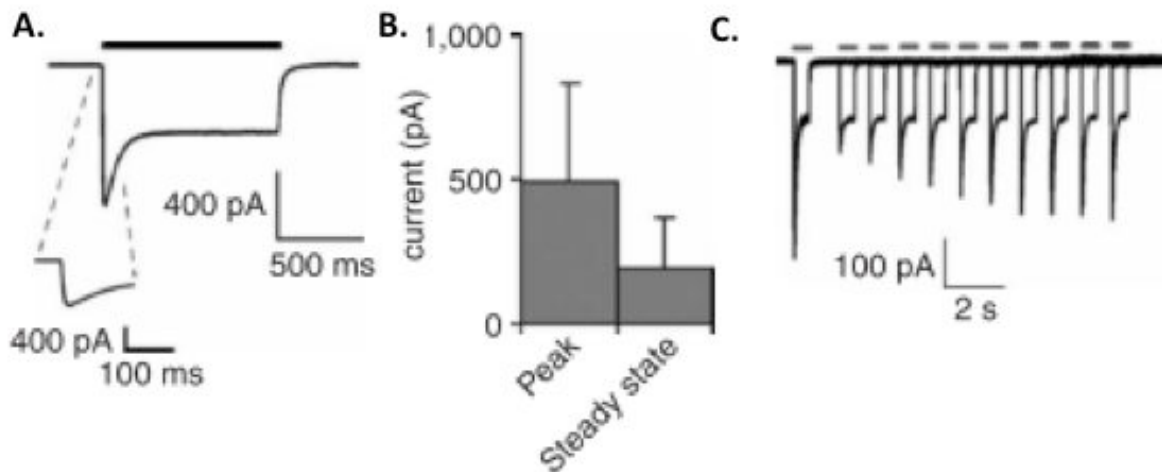 A.
400 pA
500 ms
400 pA
100 ms
B.
1,000
500
0
current (pA)
Peak
Steady state
C.
100 pA
2 s